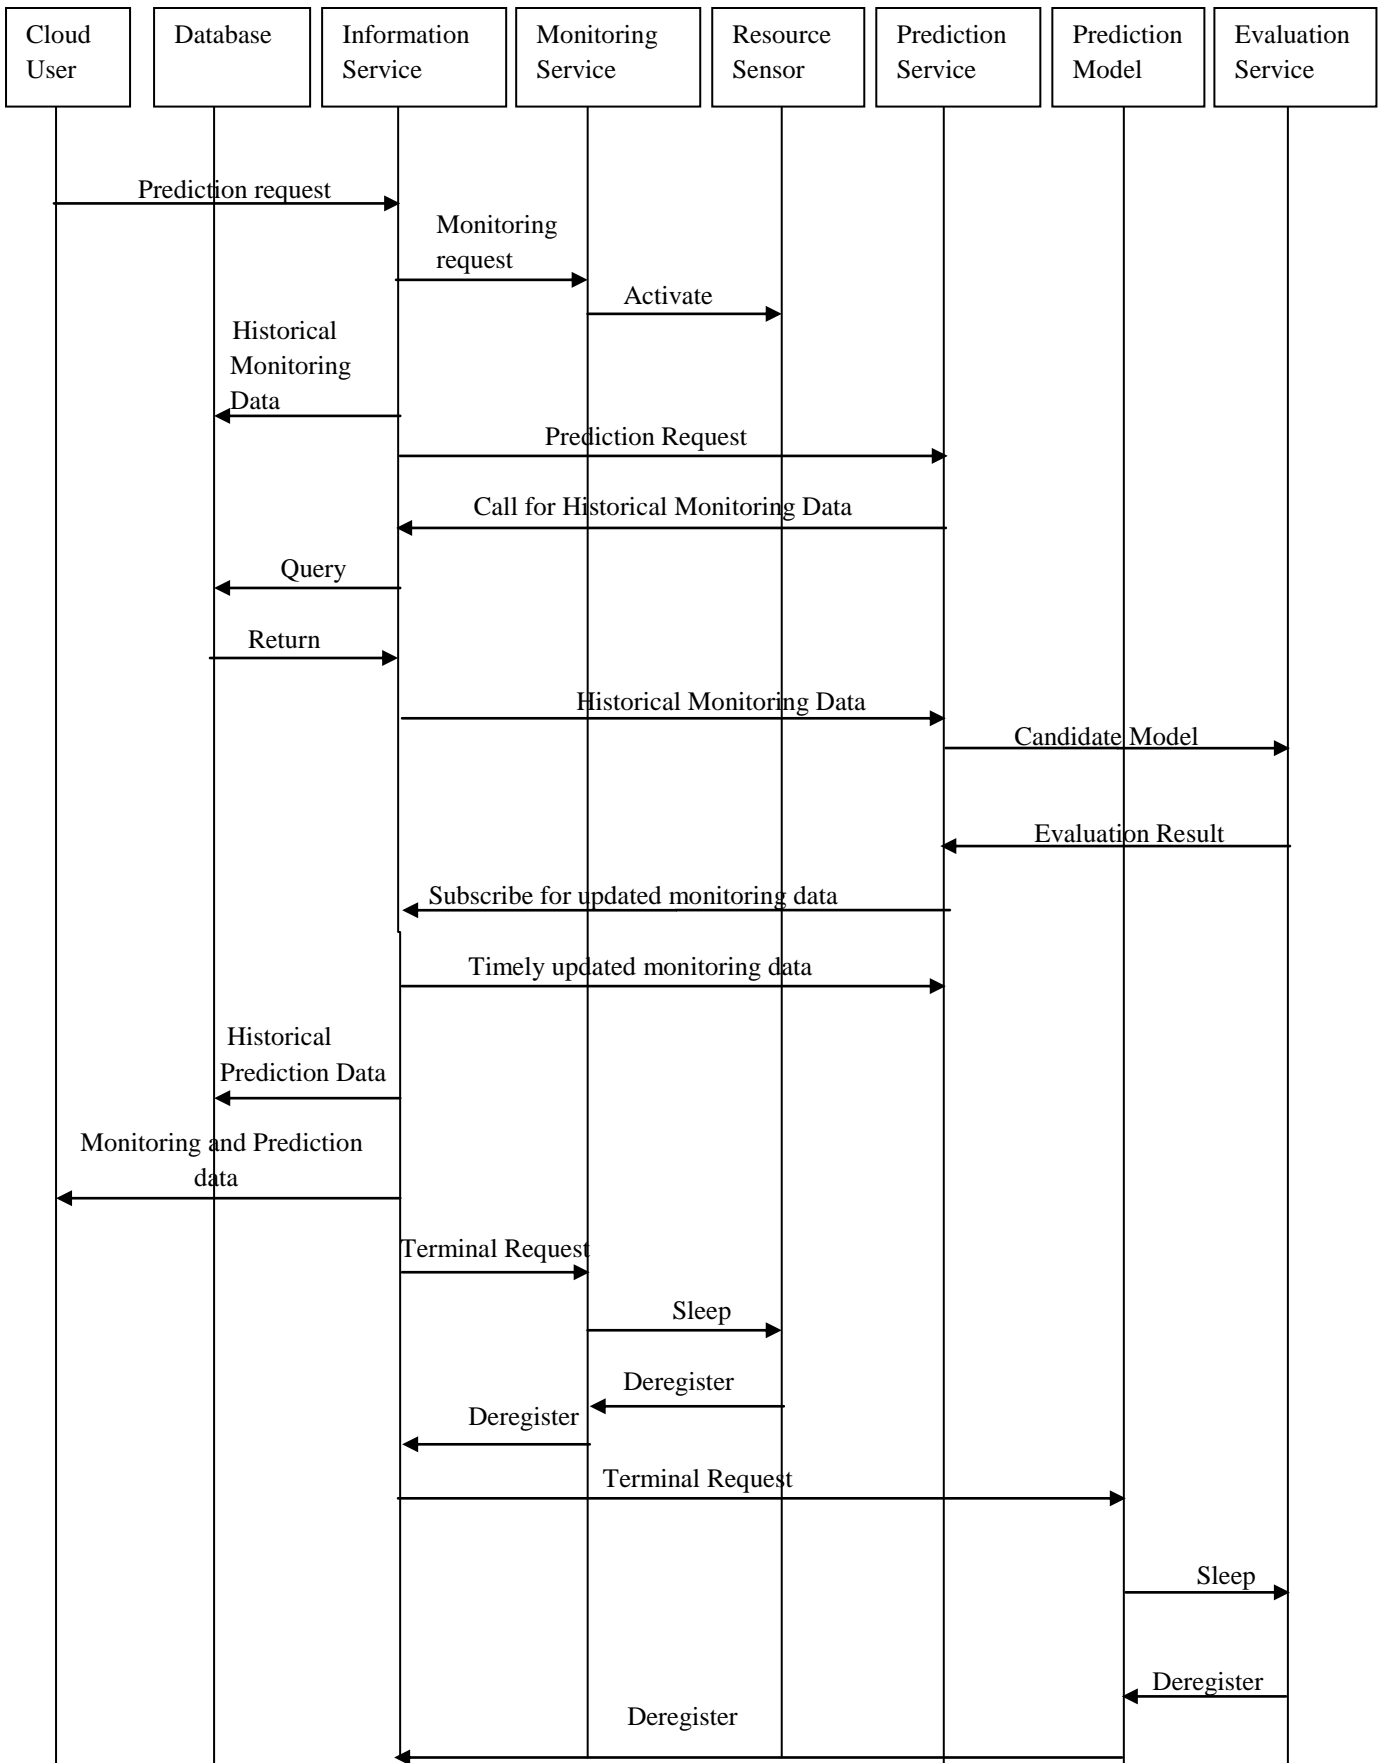 Cloud
User
Database
Information
Service
Monitoring
Service
Resource
Sensor
Prediction
Service
Prediction
Model
Evaluation
Service
Prediction request
Monitoring
request
Activate
Historical
Monitoring
Data
Prediction Request
Call for Historical Monitoring Data
Query
Return
Historical Monitoring Data
Candidate Model
Evaluation Result
Subscribe for updated monitoring data
Timely updated monitoring data
Historical
Prediction Data
Monitoring and Prediction
data
Terminal Request
Sleep
Deregister
Deregister
Terminal Request
Sleep
Deregister
Deregister